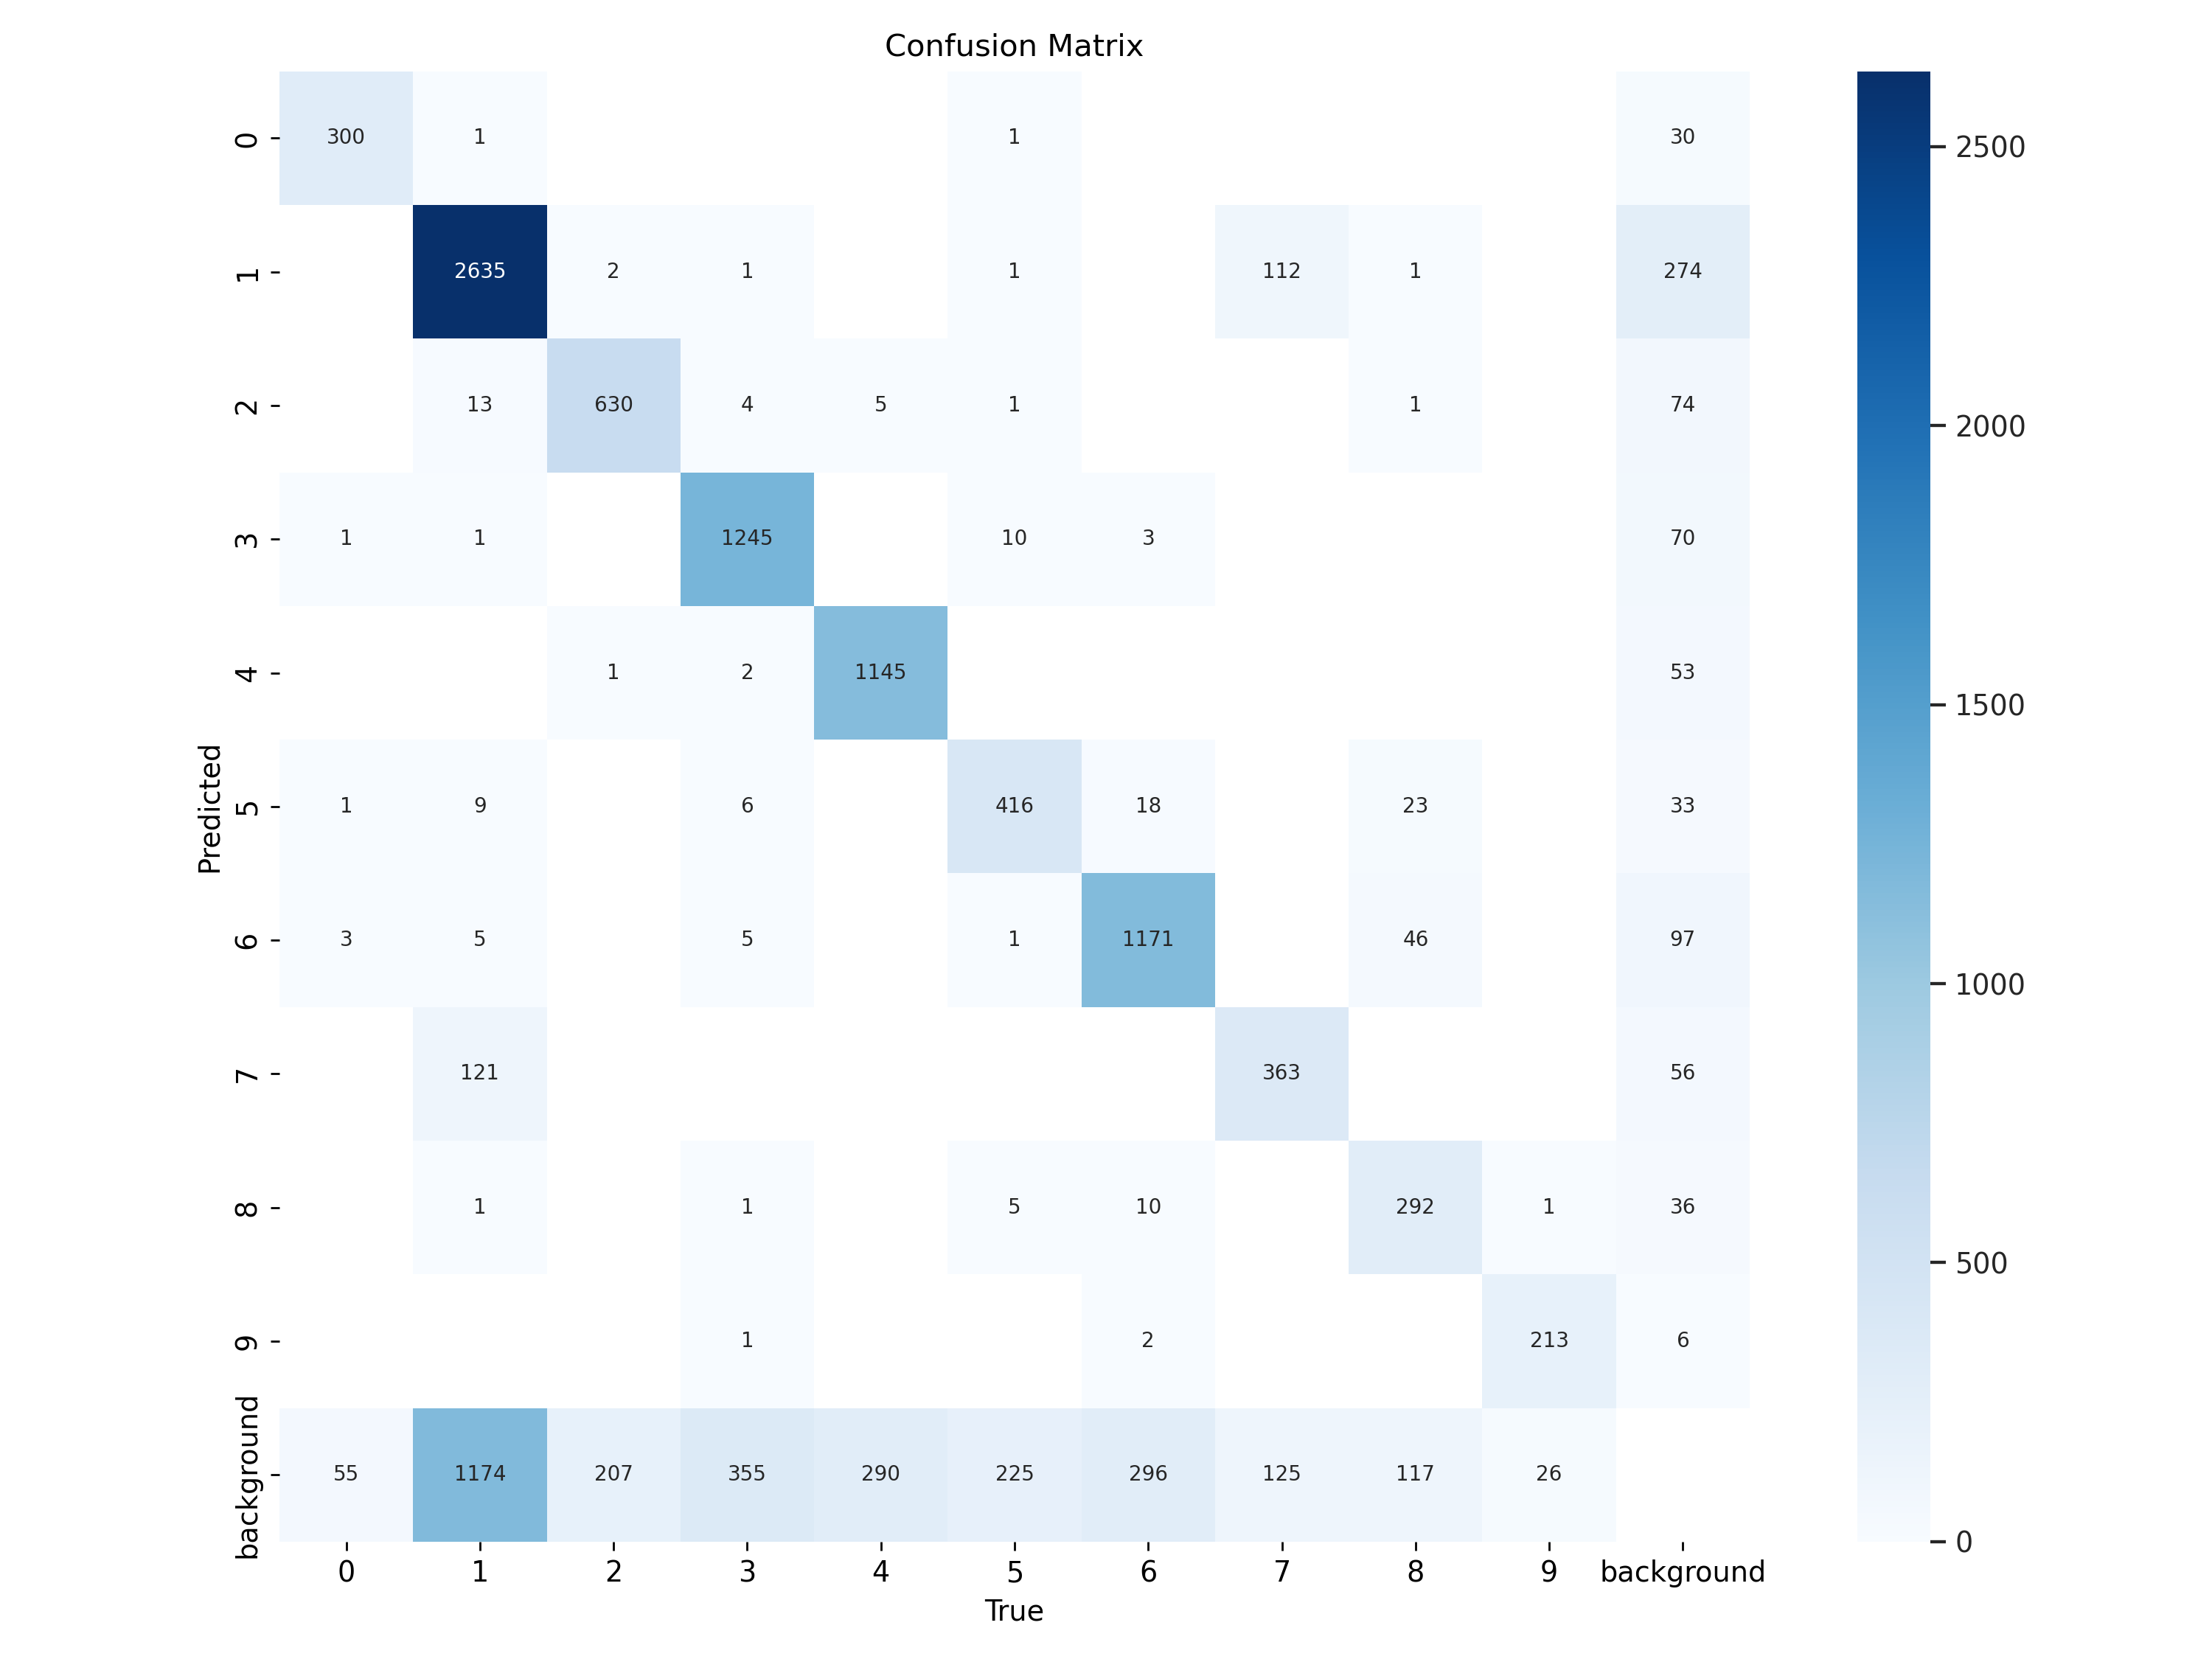 Confusion Matrix
0 300 1 1 30
1 2635 2 1 1 112 1 274
2 13 630 4 5 1 1 74
3 1 1 1245 10 3 70
4 1 2 1145 53
5 1 9 6 416 18 23 33
6 3 5 5 1 1171 46 97
7 121 363 56
8 1 1 5 10 292 1 36
9 1 2 213 6
background 55 1174 207 355 290 225 296 125 117 26
0 1 2 3 4 5 6 7 8 9 background
True
Predicted
2500
2000
1500
1000
500
0